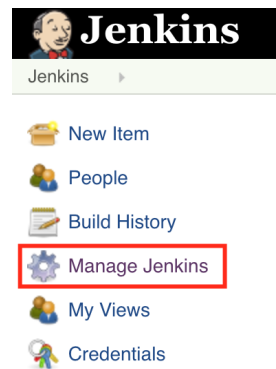 Jenkins
Jenkins
New Item
People
Build History
Manage Jenkins
My Views
Credentials